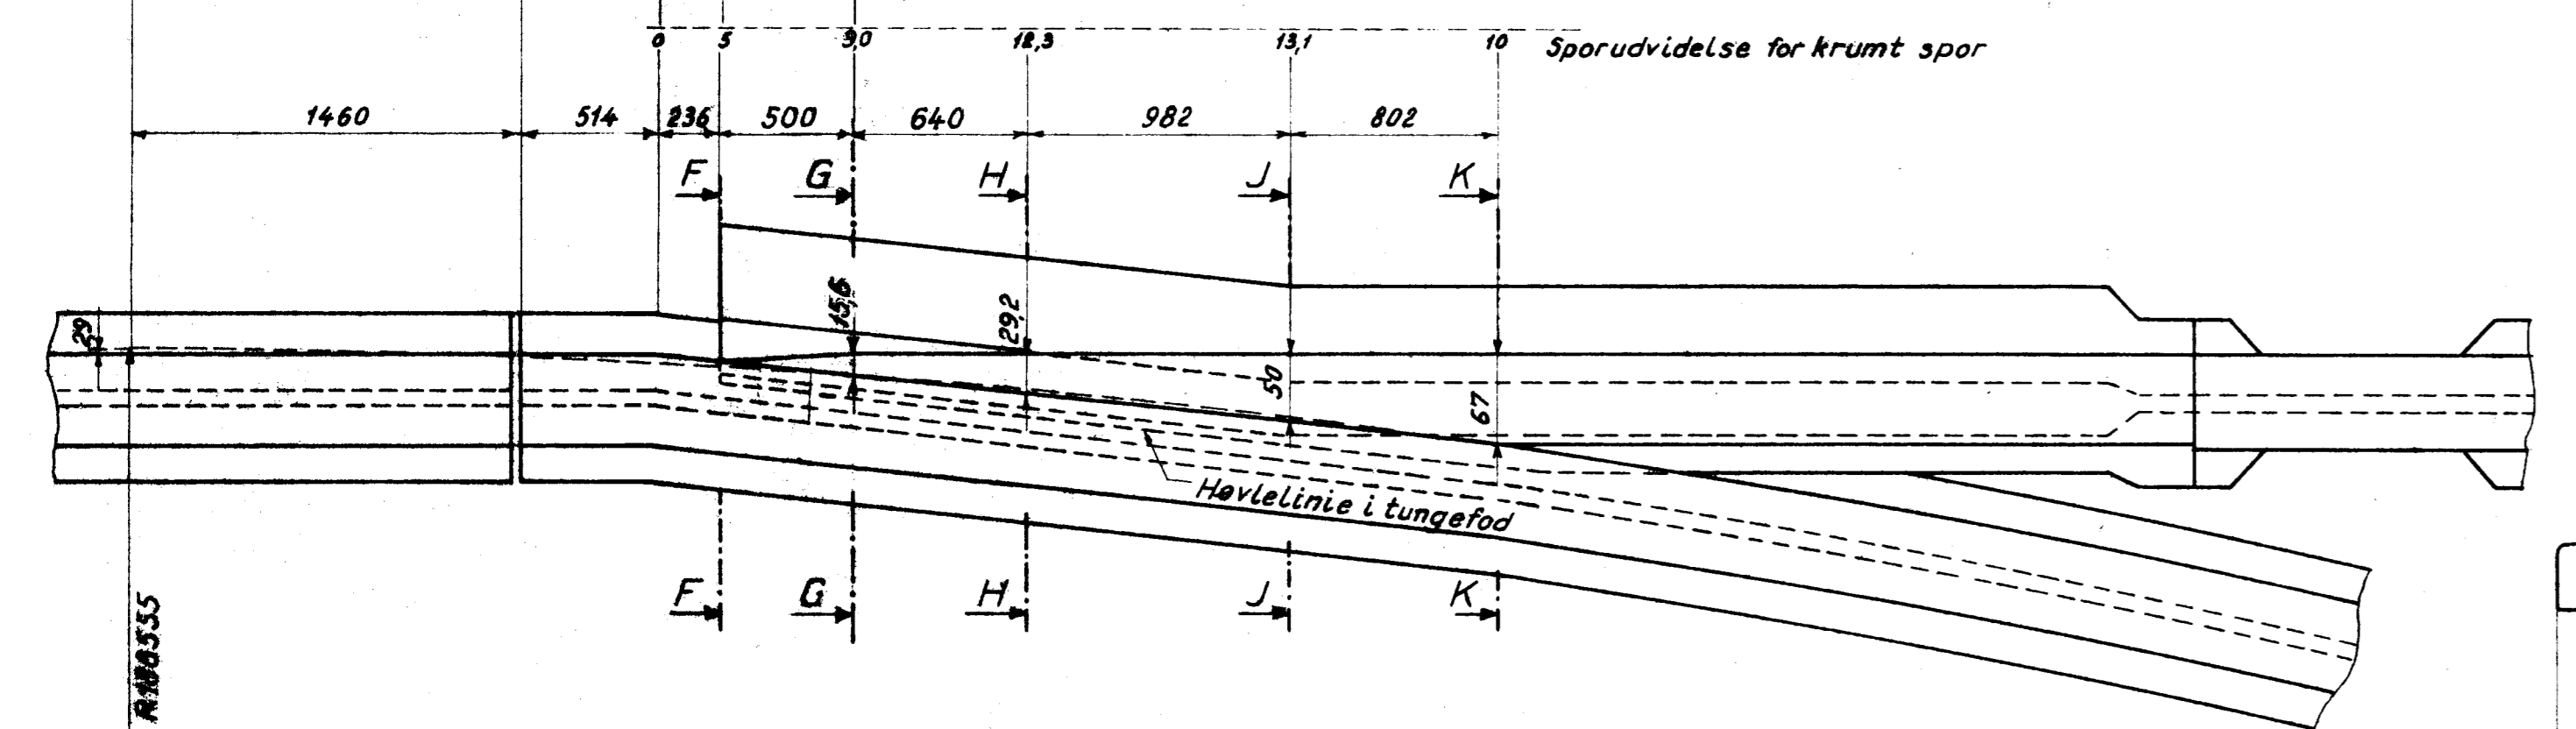 0 5 9,0 12,3 13,1 10 Sporudvidelse for krumt spor
1460 514 236 500 640 982 802
F G H J K
29 15,6 29,2 50 67
Høvlelinie i tungefod
F G H J K